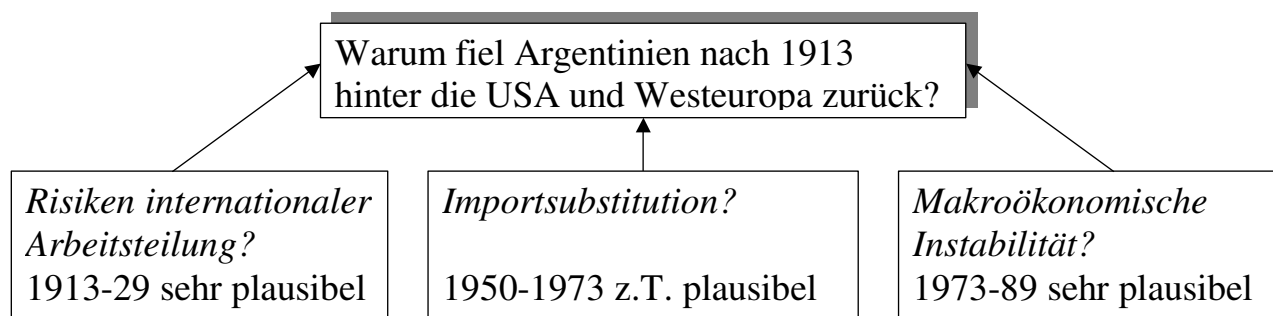 Warum fiel Argentinien nach 1913
hinter die USA und Westeuropa zurück?
Risiken internationaler
Arbeitsteilung?
1913-29 sehr plausibel
Importsubstitution?
1950-1973 z.T. plausibel
Makroökonomische
Instabilität?
1973-89 sehr plausibel